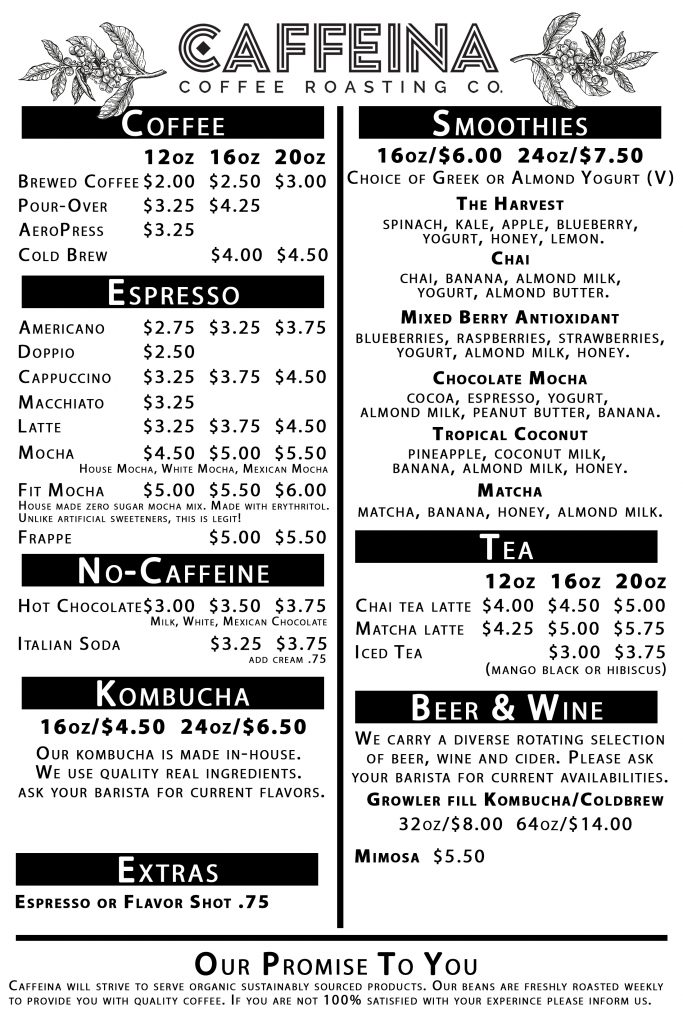 CAFFEINA
COFFEE ROASTING CO.
COFFEE
12oz 16oz 20oz
BREWED COFFEE $2.00 $2.50 $3.00
POUR-OVER $3.25 $4.25
AEROPRESS $3.25
COLD BREW $4.00 $4.50
ESPRESSO
AMERICANO $2.75 $3.25 $3.75
DOPPIO $2.50
CAPPUCCINO $3.25 $3.75 $4.50
MACCHIATO $3.25
LATTE $3.25 $3.75 $4.50
MOCHA $4.50 $5.00 $5.50
HOUSE MOCHA, WHITE MOCHA, MEXICAN MOCHA
FIT MOCHA $5.00 $5.50 $6.00
HOUSE MADE ZERO SUGAR MOCHA MIX. MADE WITH ERYTHRITOL.
UNLIKE ARTIFICIAL SWEETENERS, THIS IS LEGIT!
FRAPPE $5.00 $5.50
NO-CAFFEINE
HOT CHOCOLATE $3.00 $3.50 $3.75
MILK, WHITE, MEXICAN CHOCOLATE
ITALIAN SODA $3.25 $3.75
ADD CREAM .75
KOMBUCHA
16oz/$4.50 24oz/$6.50
OUR KOMBUCHA IS MADE IN-HOUSE.
WE USE QUALITY REAL INGREDIENTS.
ASK YOUR BARISTA FOR CURRENT FLAVORS.
EXTRAS
ESPRESSO OR FLAVOR SHOT .75
SMOOTHIES
16oz/$6.00 24oz/$7.50
CHOICE OF GREEK OR ALMOND YOGURT (V)
THE HARVEST
SPINACH, KALE, APPLE, BLUEBERRY,
YOGURT, HONEY, LEMON.
CHAI
CHAI, BANANA, ALMOND MILK,
YOGURT, ALMOND BUTTER.
MIXED BERRY ANTIOXIDANT
BLUEBERRIES, RASPBERRIES, STRAWBERRIES,
YOGURT, ALMOND MILK, HONEY.
CHOCOLATE MOCHA
COCOA, ESPRESSO, YOGURT,
ALMOND MILK, PEANUT BUTTER, BANANA.
TROPICAL COCONUT
PINEAPPLE, COCONUT MILK,
BANANA, ALMOND MILK, HONEY.
MATCHA
MATCHA, BANANA, HONEY, ALMOND MILK.
TEA
12oz 16oz 20oz
CHAI TEA LATTE $4.00 $4.50 $5.00
MATCHA LATTE $4.25 $5.00 $5.75
ICED TEA $3.00 $3.75
(MANGO BLACK OR HIBISCUS)
BEER & WINE
WE CARRY A DIVERSE ROTATING SELECTION
OF BEER, WINE AND CIDER. PLEASE ASK
YOUR BARISTA FOR CURRENT AVAILABILITIES.
GROWLER FILL KOMBUCHA/COLDBREW
32oz/$8.00 64oz/$14.00
MIMOSA $5.50
OUR PROMISE TO YOU
CAFFEINA WILL STRIVE TO SERVE ORGANIC SUSTAINABLY SOURCED PRODUCTS. OUR BEANS ARE FRESHLY ROASTED WEEKLY
TO PROVIDE YOU WITH QUALITY COFFEE. IF YOU ARE NOT 100% SATISFIED WITH YOUR EXPERINCE PLEASE INFORM US.